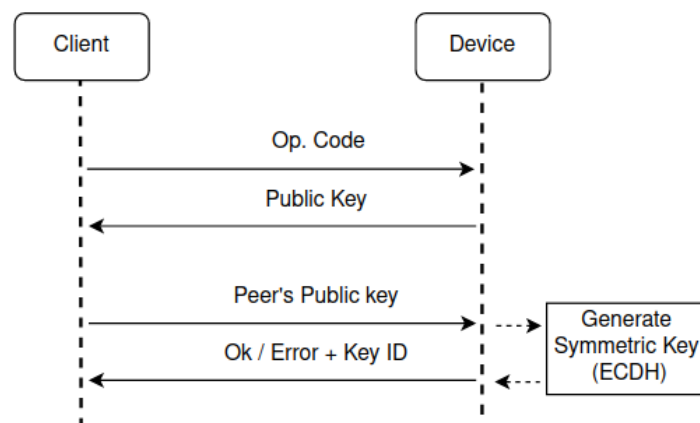 Client
Device
Op. Code
Public Key
Peer's Public key
Ok / Error + Key ID
Generate
Symmetric Key
(ECDH)